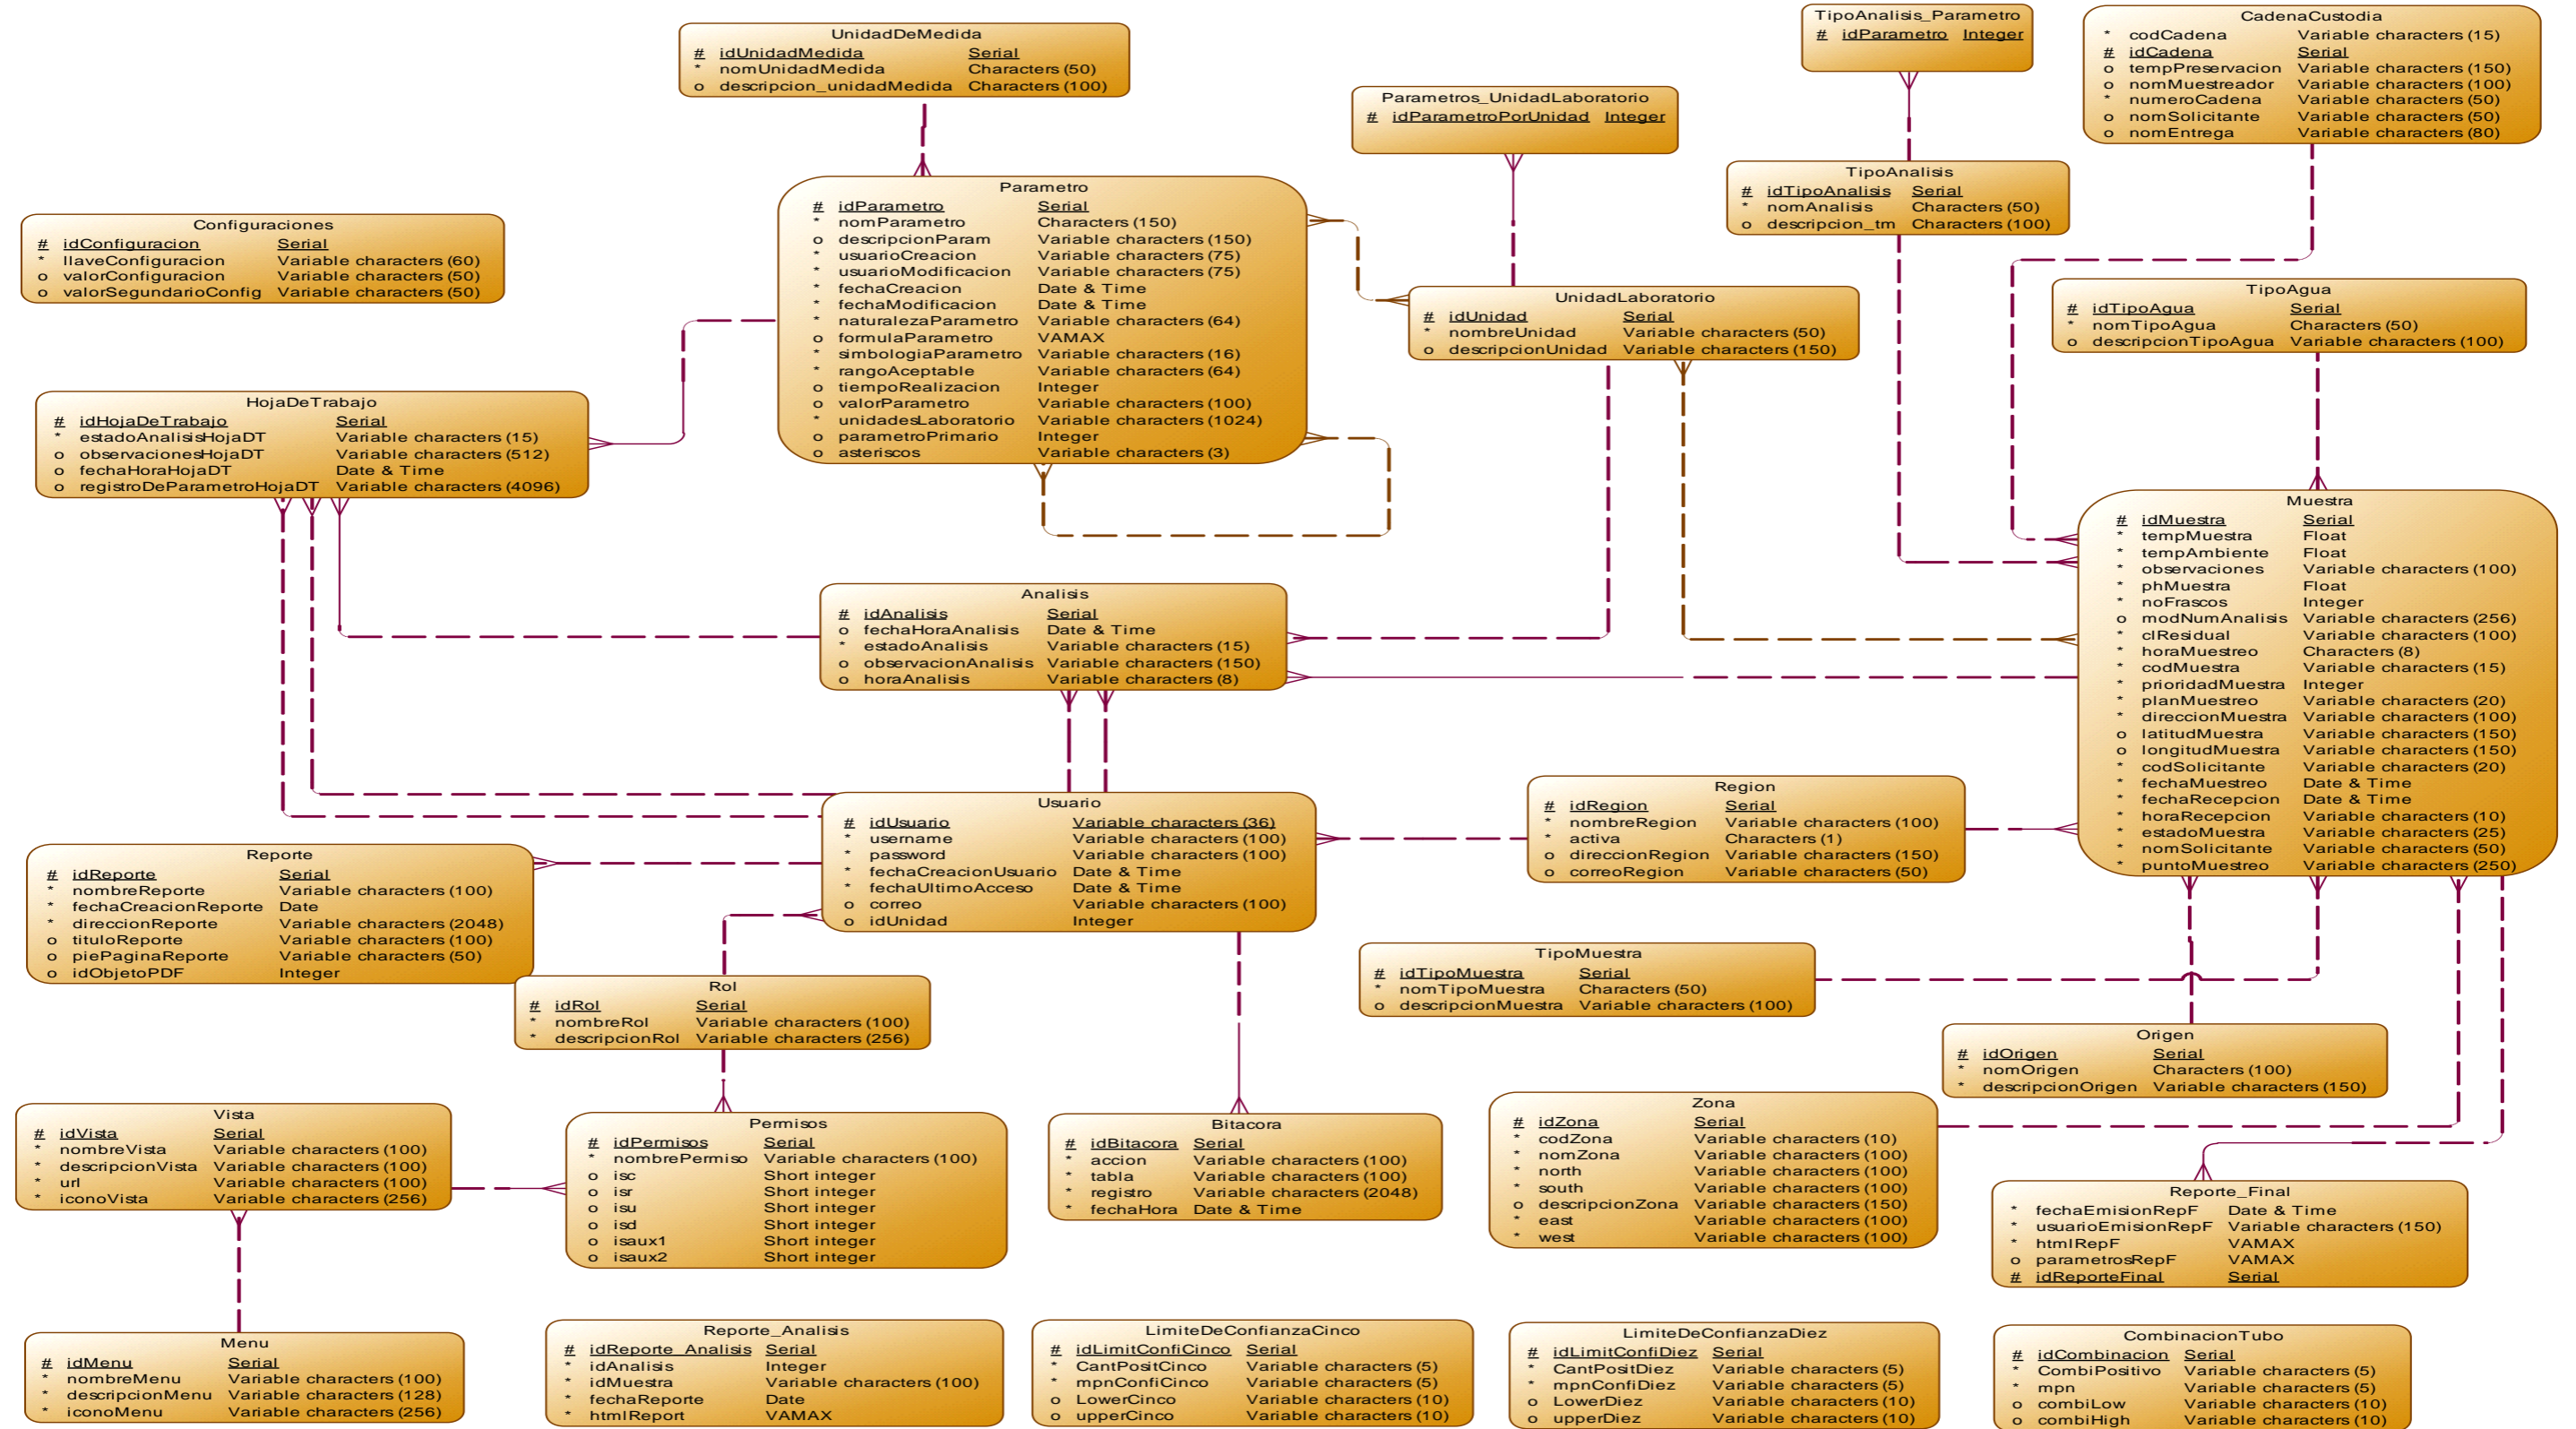 UnidadDeMedida
# idUnidadMedida Serial
* nomUnidadMedida Characters (50)
o descripcion_unidadMedida Characters (100)
TipoAnalisis_Parametro
# idParametro Integer
CadenaCustodia
* codCadena Variable characters (15)
# idCadena Serial
o tempPreservacion Variable characters (150)
o nomMuestreador Variable characters (100)
* numeroCadena Variable characters (50)
o nomSolicitante Variable characters (50)
o nomEntrega Variable characters (80)
Parametros_UnidadLaboratorio
# idParametroPorUnidad Integer
TipoAnalisis
# idTipoAnalisis Serial
* nomAnalisis Characters (50)
o descripcion_tm Characters (100)
Parametro
# idParametro Serial
* nomParametro Characters (150)
o descripcionParam Variable characters (150)
* usuarioCreacion Variable characters (75)
* usuarioModificacion Variable characters (75)
* fechaCreacion Date & Time
* fechaModificacion Date & Time
* naturalezaParametro Variable characters (64)
o formulaParametro VAMAX
* simbologiaParametro Variable characters (16)
* rangoAceptable Variable characters (64)
o tiempoRealizacion Integer
o valorParametro Variable characters (100)
* unidadesLaboratorio Variable characters (1024)
o parametroPrimario Integer
o asteriscos Variable characters (3)
Configuraciones
# idConfiguracion Serial
* llaveConfiguracion Variable characters (60)
o valorConfiguracion Variable characters (50)
o valorSegundarioConfig Variable characters (50)
UnidadLaboratorio
# idUnidad Serial
* nombreUnidad Variable characters (50)
o descripcionUnidad Variable characters (150)
TipoAgua
# idTipoAgua Serial
* nomTipoAgua Characters (50)
o descripcionTipoAgua Variable characters (100)
HojaDeTrabajo
# idHojaDeTrabajo Serial
* estadoAnalisisHojaDT Variable characters (15)
o observacionesHojaDT Variable characters (512)
o fechaHoraHojaDT Date & Time
o registroDeParametroHojaDT Variable characters (4096)
Muestra
# idMuestra Serial
* tempMuestra Float
* tempAmbiente Float
* observaciones Variable characters (100)
* phMuestra Float
* noFrascos Integer
o modNumAnalisis Variable characters (256)
* clResidual Variable characters (100)
* horaMuestreo Characters (8)
* codMuestra Variable characters (15)
* prioridadMuestra Integer
* planMuestreo Variable characters (20)
* direccionMuestra Variable characters (100)
o latitudMuestra Variable characters (150)
o longitudMuestra Variable characters (150)
* codSolicitante Variable characters (20)
* fechaMuestreo Date & Time
* fechaRecepcion Date & Time
* horaRecepcion Variable characters (10)
* estadoMuestra Variable characters (25)
* nomSolicitante Variable characters (50)
* puntoMuestreo Variable characters (250)
Analisis
# idAnalisis Serial
o fechaHoraAnalisis Date & Time
* estadoAnalisis Variable characters (15)
o observacionAnalisis Variable characters (150)
o horaAnalisis Variable characters (8)
Usuario
# idUsuario Variable characters (36)
* username Variable characters (100)
* password Variable characters (100)
* fechaCreacionUsuario Date & Time
* fechaUltimoAcceso Date & Time
o correo Variable characters (100)
o idUnidad Integer
Region
# idRegion Serial
* nombreRegion Variable characters (100)
* activa Characters (1)
o direccionRegion Variable characters (150)
o correoRegion Variable characters (50)
Reporte
# idReporte Serial
* nombreReporte Variable characters (100)
* fechaCreacionReporte Date
* direccionReporte Variable characters (2048)
o tituloReporte Variable characters (100)
o piePaginaReporte Variable characters (50)
o idObjetoPDF Integer
TipoMuestra
# idTipoMuestra Serial
* nomTipoMuestra Characters (50)
o descripcionMuestra Variable characters (100)
Rol
# idRol Serial
* nombreRol Variable characters (100)
* descripcionRol Variable characters (256)
Origen
# idOrigen Serial
* nomOrigen Characters (100)
* descripcionOrigen Variable characters (150)
Vista
# idVista Serial
* nombreVista Variable characters (100)
* descripcionVista Variable characters (100)
* url Variable characters (100)
* iconoVista Variable characters (256)
Permisos
# idPermisos Serial
* nombrePermiso Variable characters (100)
o isc Short integer
o isr Short integer
o isu Short integer
o isd Short integer
o isaux1 Short integer
o isaux2 Short integer
Bitacora
# idBitacora Serial
* accion Variable characters (100)
* tabla Variable characters (100)
* registro Variable characters (2048)
* fechaHora Date & Time
Zona
# idZona Serial
* codZona Variable characters (10)
* nomZona Variable characters (100)
* north Variable characters (100)
* south Variable characters (100)
o descripcionZona Variable characters (150)
* east Variable characters (100)
* west Variable characters (100)
Reporte_Final
* fechaEmisionRepF Date & Time
* usuarioEmisionRepF Variable characters (150)
* htmlRepF VAMAX
o parametrosRepF VAMAX
# idReporteFinal Serial
Menu
# idMenu Serial
* nombreMenu Variable characters (100)
* descripcionMenu Variable characters (128)
* iconoMenu Variable characters (256)
Reporte_Analisis
# idReporte_Analisis Serial
* idAnalisis Integer
* idMuestra Variable characters (100)
* fechaReporte Date
* htmlReport VAMAX
LimiteDeConfianzaCinco
# idLimitConfiCinco Serial
* CantPositCinco Variable characters (5)
* mpnConfiCinco Variable characters (5)
o LowerCinco Variable characters (10)
o upperCinco Variable characters (10)
LimiteDeConfianzaDiez
# idLimitConfiDiez Serial
* CantPositDiez Variable characters (5)
* mpnConfiDiez Variable characters (5)
o LowerDiez Variable characters (10)
o upperDiez Variable characters (10)
CombinacionTubo
# idCombinacion Serial
* CombiPositivo Variable characters (5)
* mpn Variable characters (5)
o combiLow Variable characters (10)
o combiHigh Variable characters (10)